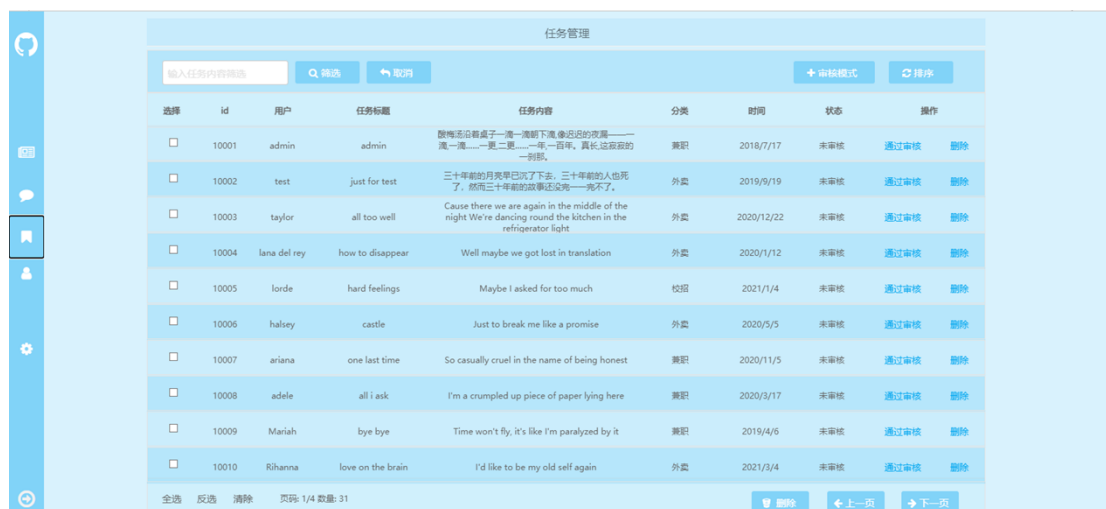 任务管理
输入任务内容筛选 筛选 取消 审核模式 排序
选择 id 用户 任务标题 任务内容 分类 时间 状态 操作
酸梅汤沿着桌子一滴一滴朝下滴,像迟迟的夜漏——一
10001 admin admin 滴,一滴……一更,二更……一年,一百年。真长,这寂寂的 兼职 2018/7/17 未审核 通过审核 删除
一刹那。
三十年前的月亮早已沉了下去，三十年前的人也死
10002 test just for test 外卖 2019/9/19 未审核 通过审核 删除
了，然而三十年前的故事还没完——完不了。
Cause there we are again in the middle of the
10003 taylor all too well night We're dancing round the kitchen in the 外卖 2020/12/22 未审核 通过审核 删除
refrigerator light
10004 lana del rey how to disappear Well maybe we got lost in translation 外卖 2020/1/12 未审核 通过审核 删除
10005 lorde hard feelings Maybe I asked for too much 校招 2021/1/4 未审核 通过审核 删除
10006 halsey castle Just to break me like a promise 外卖 2020/5/5 未审核 通过审核 删除
10007 ariana one last time So casually cruel in the name of being honest 兼职 2020/11/5 未审核 通过审核 删除
10008 adele all i ask I'm a crumpled up piece of paper lying here 兼职 2020/3/17 未审核 通过审核 删除
10009 Mariah bye bye Time won't fly, it's like I'm paralyzed by it 兼职 2019/4/6 未审核 通过审核 删除
10010 Rihanna love on the brain I'd like to be my old self again 外卖 2021/3/4 未审核 通过审核 删除
全选 反选 清除 页码: 1/4 数量: 31 删除 上一页 下一页